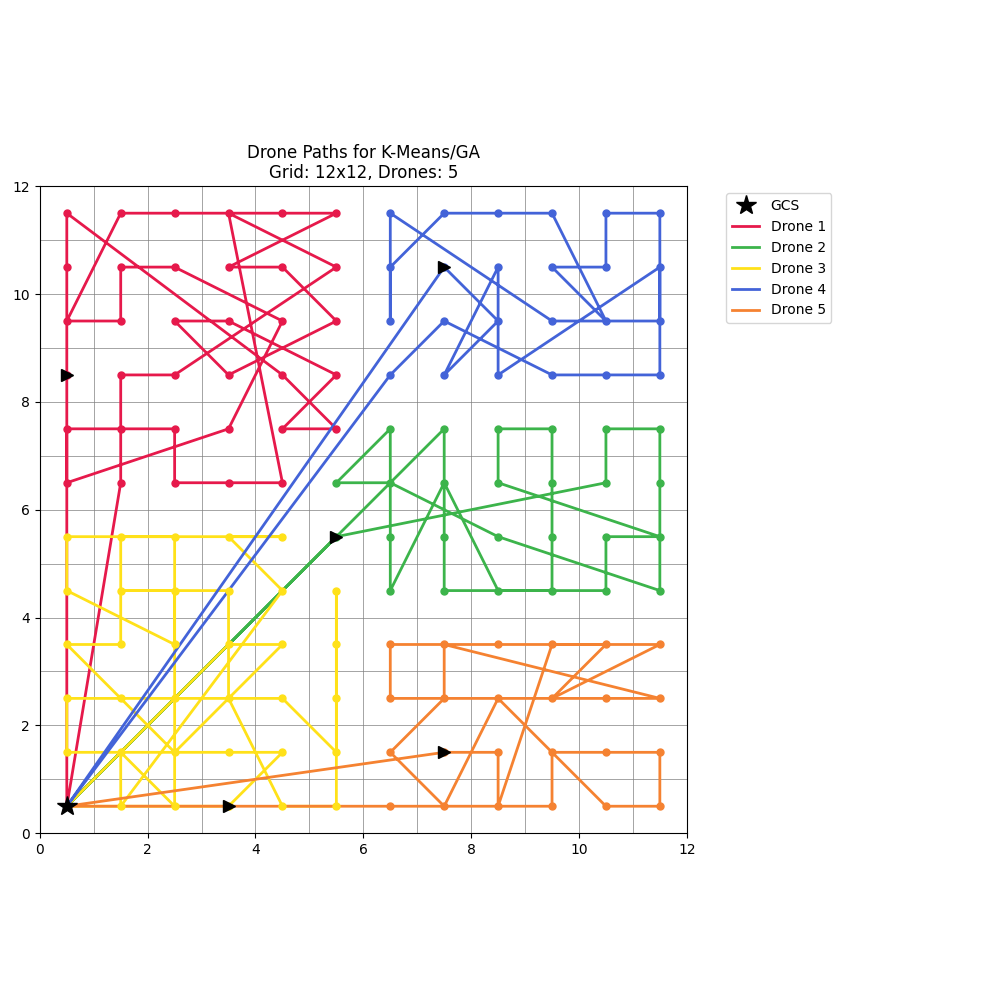 Drone Paths for K-Means/GA
Grid: 12x12, Drones: 5
12
10
8
6
4
2
0
0 2 4 6 8 10 12
GCS
Drone 1
Drone 2
Drone 3
Drone 4
Drone 5